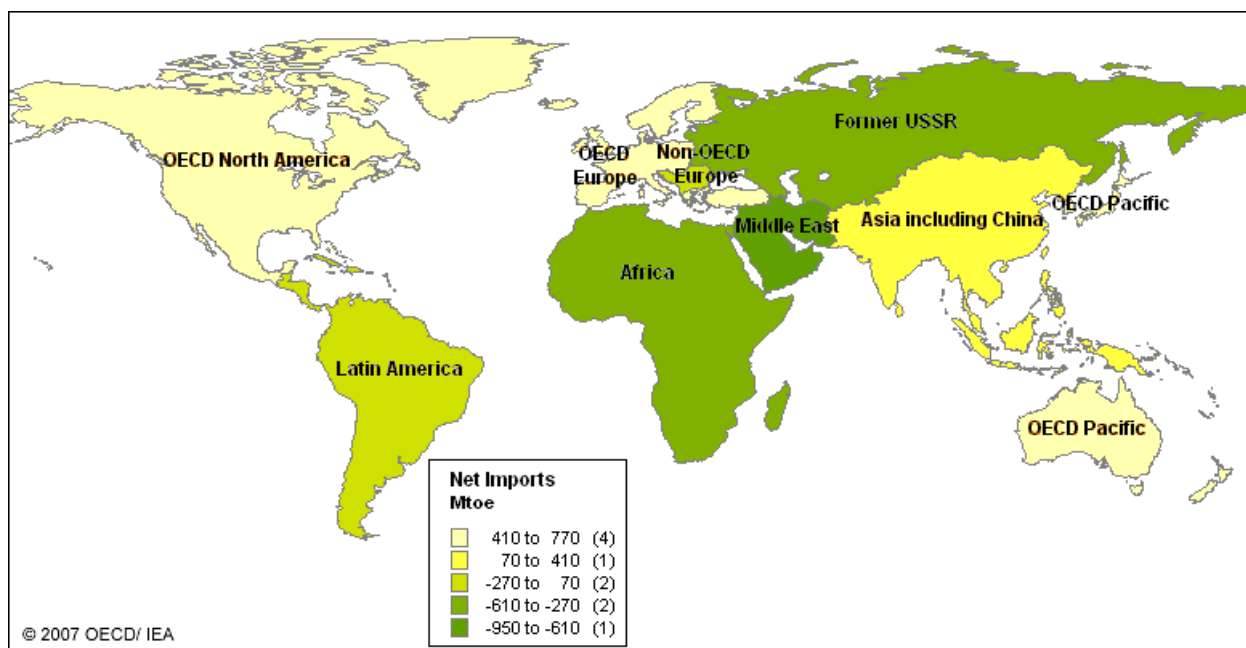 Former USSR
OECD North America
OECD
Europe
Non-OECD
Europe
OECD Pacific
Asia including China
Middle East
Africa
Latin America
OECD Pacific
Net Imports
Mtoe
410 to 770 (4)
70 to 410 (1)
-270 to 70 (2)
-610 to -270 (2)
-950 to -610 (1)
© 2007 OECD/ IEA